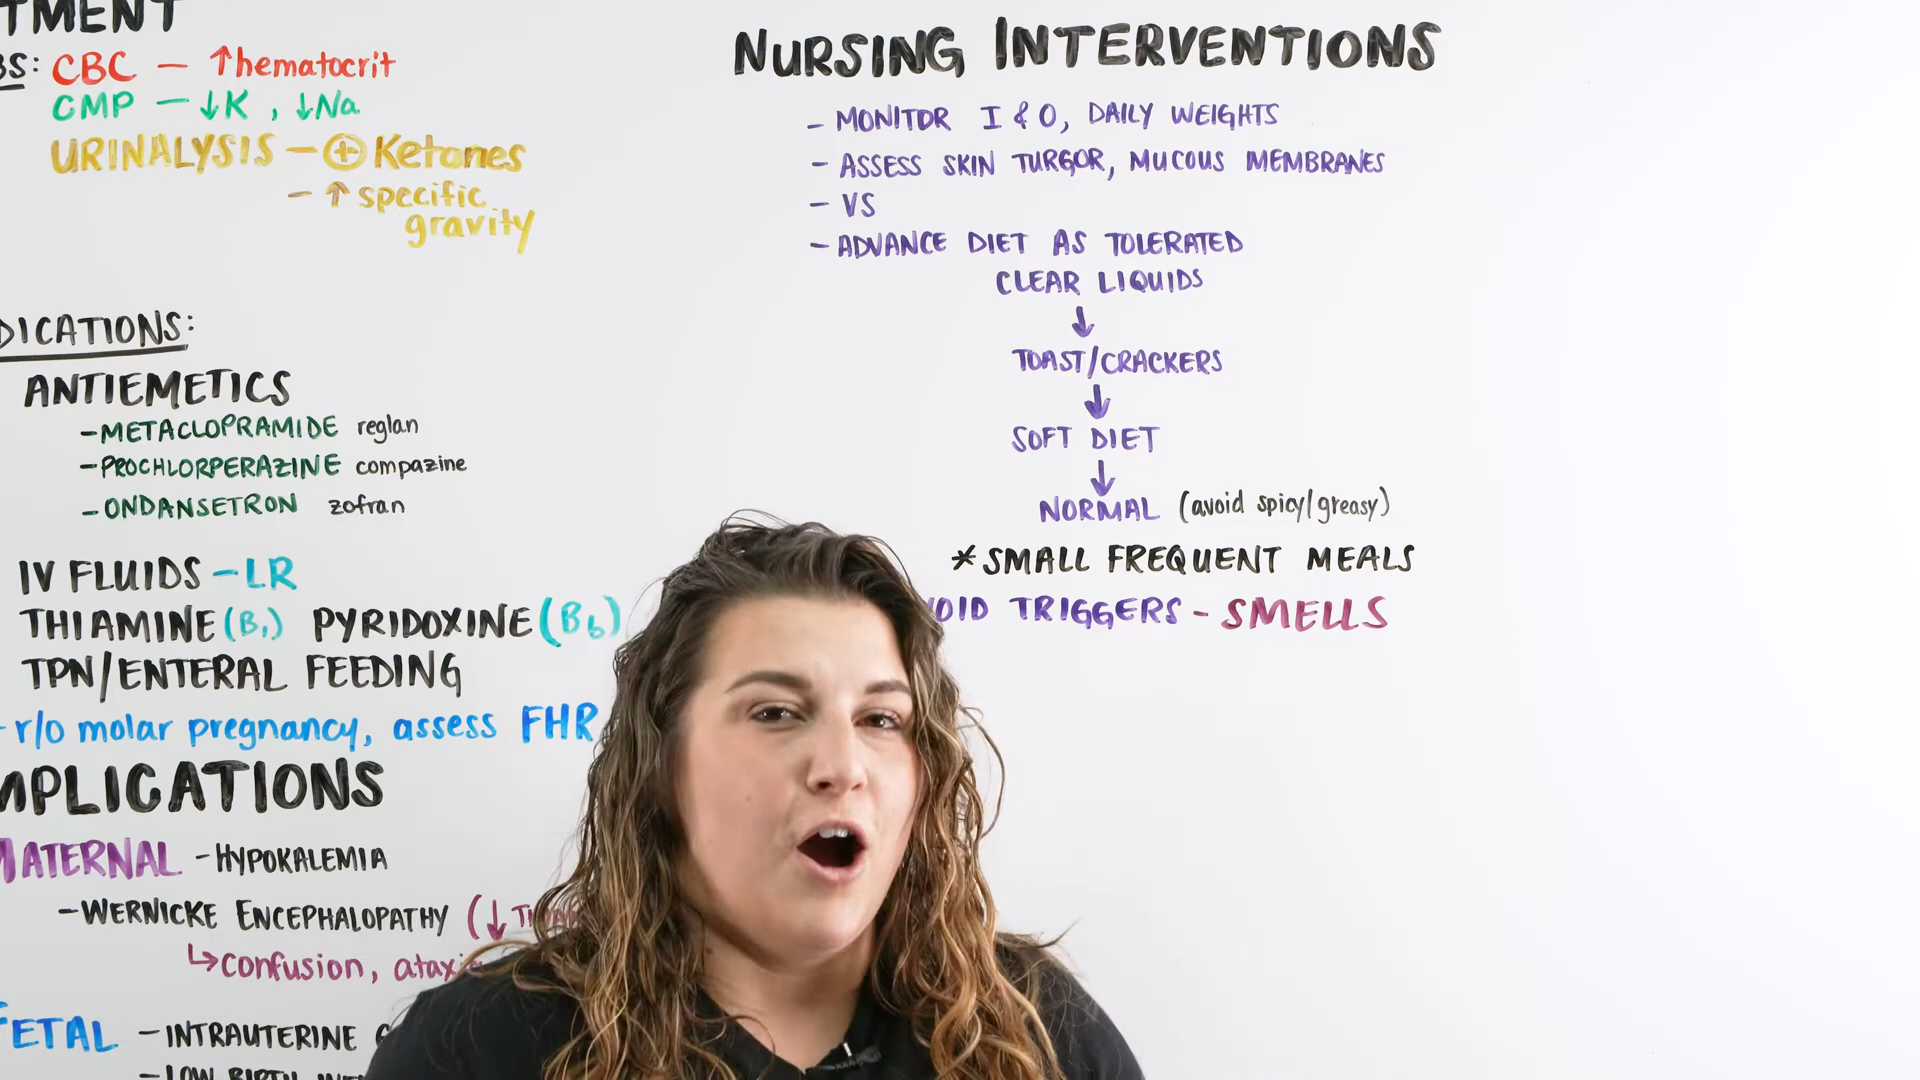 TMENT
BS: CBC — ↑hematocrit
CMP — ↓K, ↓Na
URINALYSIS — ⊕ Ketones
- ↑ specific gravity
DICATIONS:
ANTIEMETICS
- METACLOPRAMIDE reglan
- PROCHLORPERAZINE compazine
- ONDANSETRON zofran
IV FLUIDS - LR
THIAMINE (B1) PYRIDOXINE (B6)
TPN/ENTERAL FEEDING
- r/o molar pregnancy, assess FHR
MPLICATIONS
MATERNAL - HYPOKALEMIA
- WERNICKE ENCEPHALOPATHY (↓
↳ confusion, ataxi
FETAL - INTRAUTERINE
- LOW BIRTH
NURSING INTERVENTIONS
- MONITOR I & O, DAILY WEIGHTS
- ASSESS SKIN TURGOR, MUCOUS MEMBRANES
- VS
- ADVANCE DIET AS TOLERATED
CLEAR LIQUIDS
↓
TOAST/CRACKERS
↓
SOFT DIET
↓
NORMAL (avoid spicy/greasy)
* SMALL FREQUENT MEALS
OID TRIGGERS - SMELLS